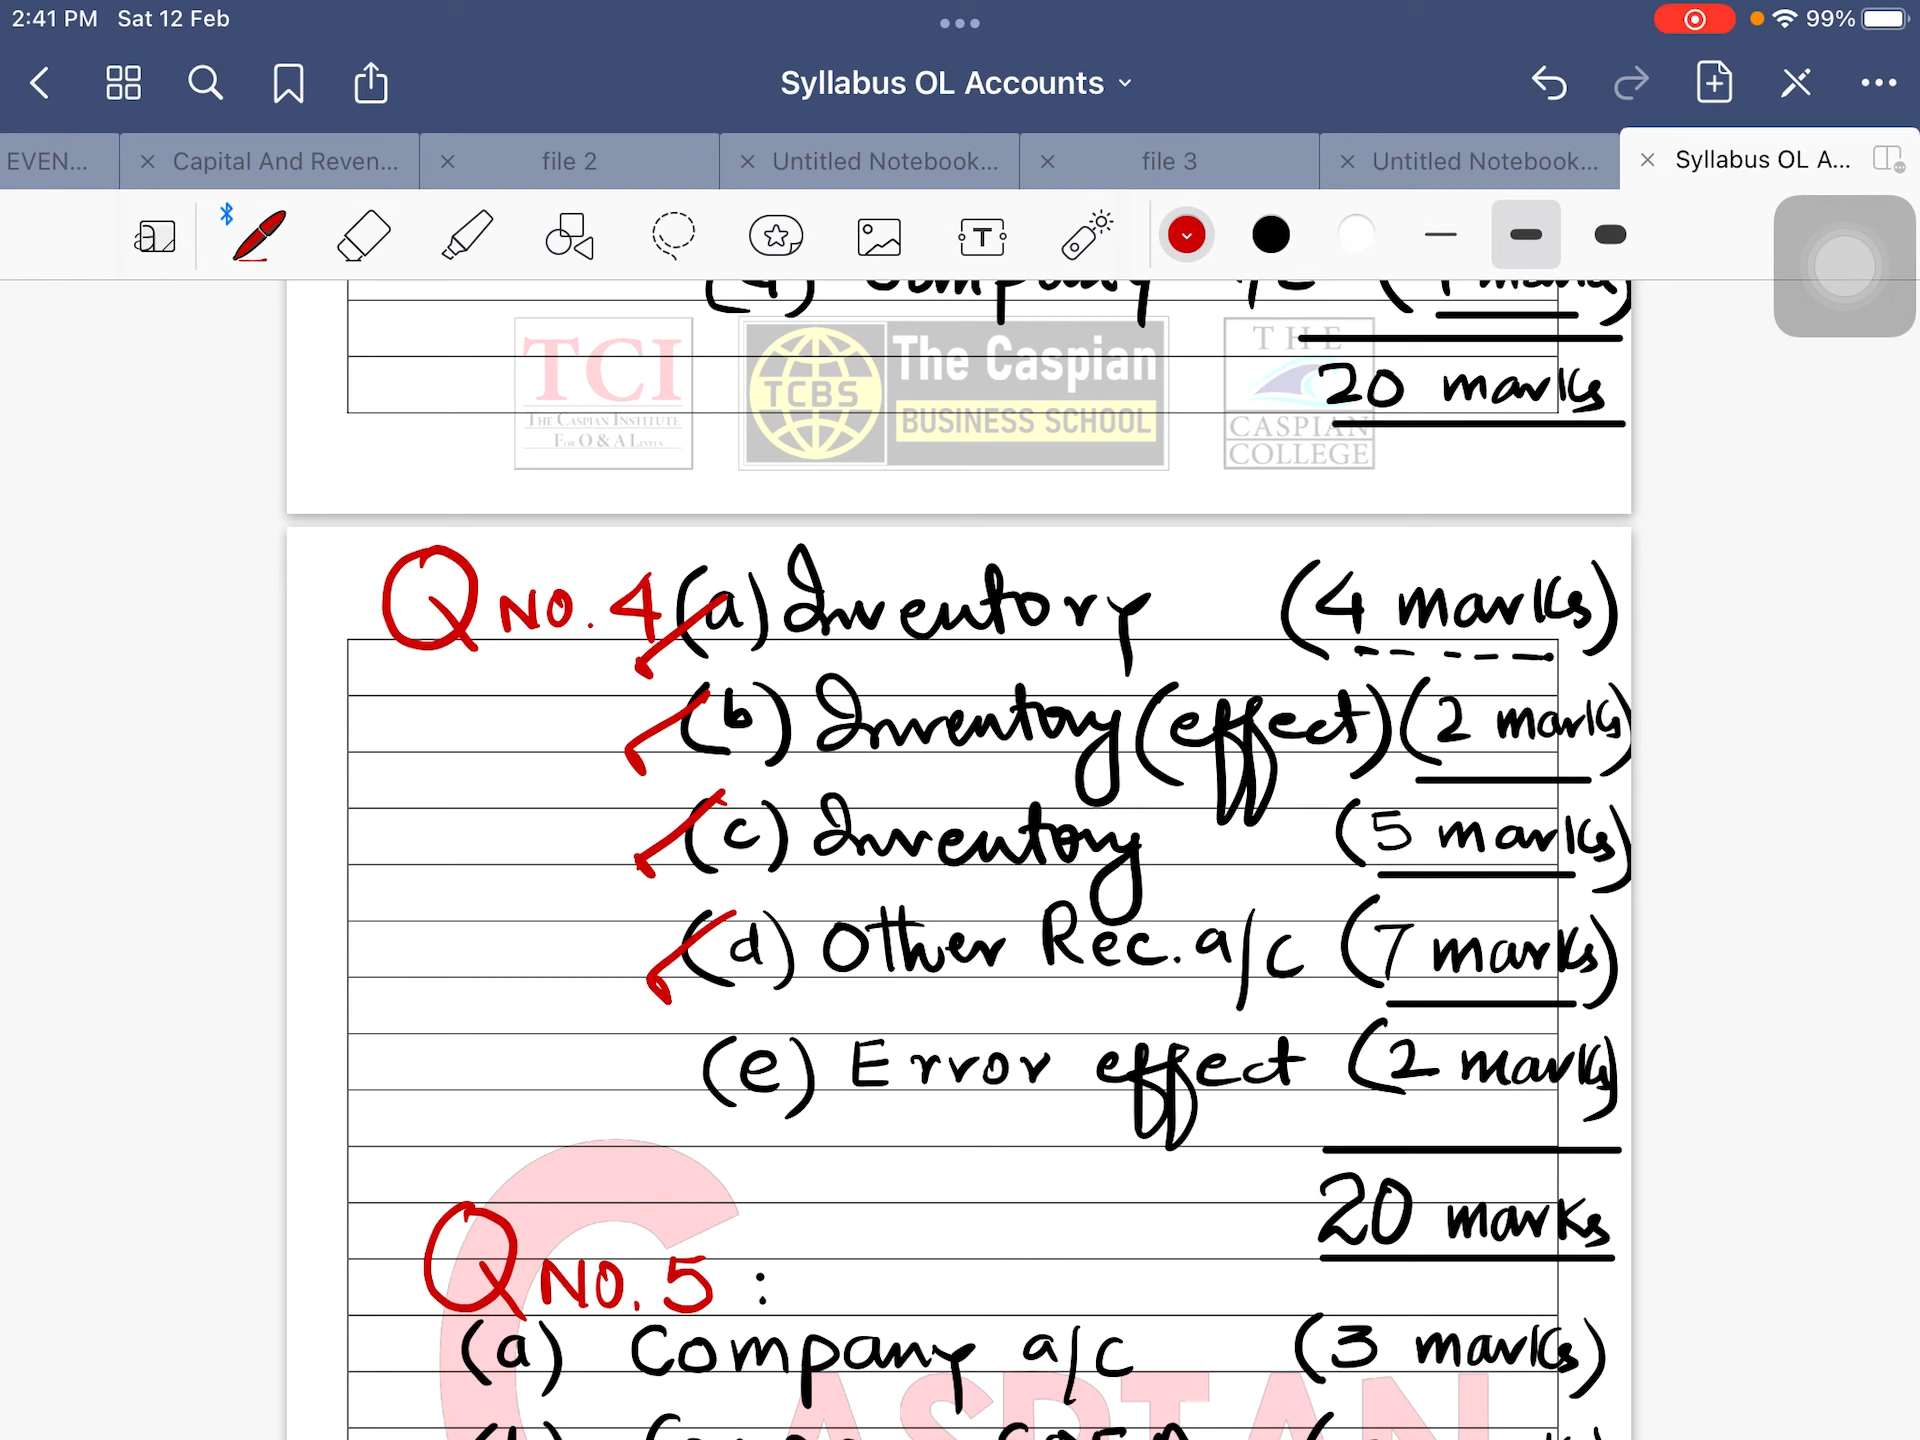 2:41 PM Sat 12 Feb
99%
Syllabus OL Accounts
EVEN...
Capital And Reven...
file 2
Untitled Notebook...
file 3
Untitled Notebook...
Syllabus OL A...
TCI
THE CASPIAN INSTITUTE
FOR O & A LEVELS
TCBS
The Caspian
BUSINESS SCHOOL
THE
CASPIAN
COLLEGE
20 marks
Q NO. 4 (a) Inventory (4 marks)
(b) Inventory (effect) (2 marks)
(c) Inventory (5 marks)
(d) Other Rec. a/c (7 marks)
(e) Error effect (2 marks)
20 marks
Q NO. 5 :
(a) Company a/c (3 marks)
CASPIAN